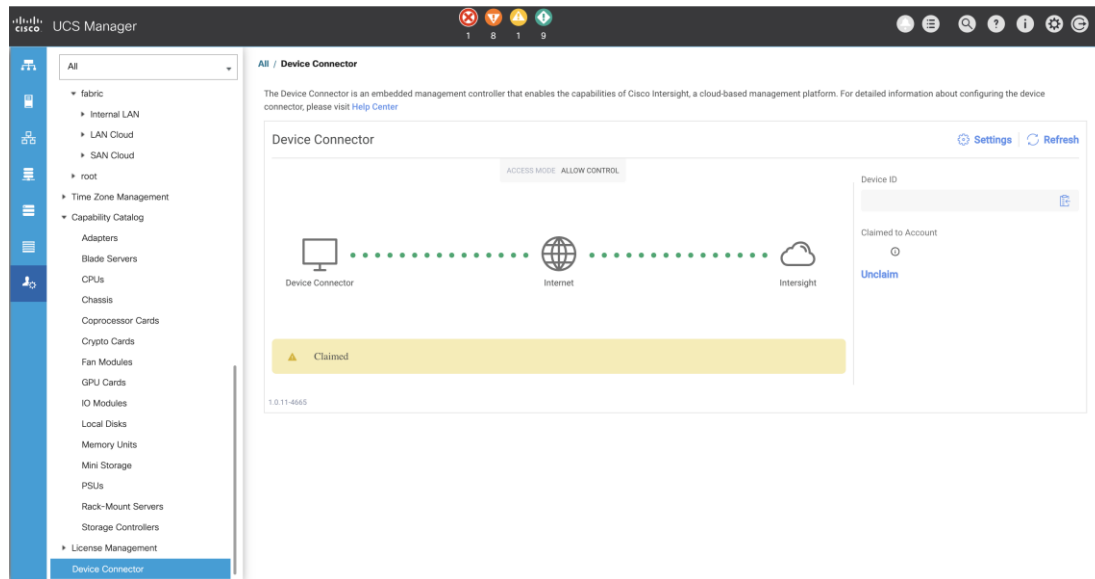 cisco UCS Manager
1 8 1 9
All
fabric
Internal LAN
LAN Cloud
SAN Cloud
root
Time Zone Management
Capability Catalog
Adapters
Blade Servers
CPUs
Chassis
Coprocessor Cards
Crypto Cards
Fan Modules
GPU Cards
IO Modules
Local Disks
Memory Units
Mini Storage
PSUs
Rack-Mount Servers
Storage Controllers
License Management
Device Connector
All / Device Connector
The Device Connector is an embedded management controller that enables the capabilities of Cisco Intersight, a cloud-based management platform. For detailed information about configuring the device
connector, please visit Help Center
Device Connector
Settings Refresh
ACCESS MODE ALLOW CONTROL
Device Connector Internet Intersight
Claimed
1.0.11-4665
Device ID
Claimed to Account
Unclaim